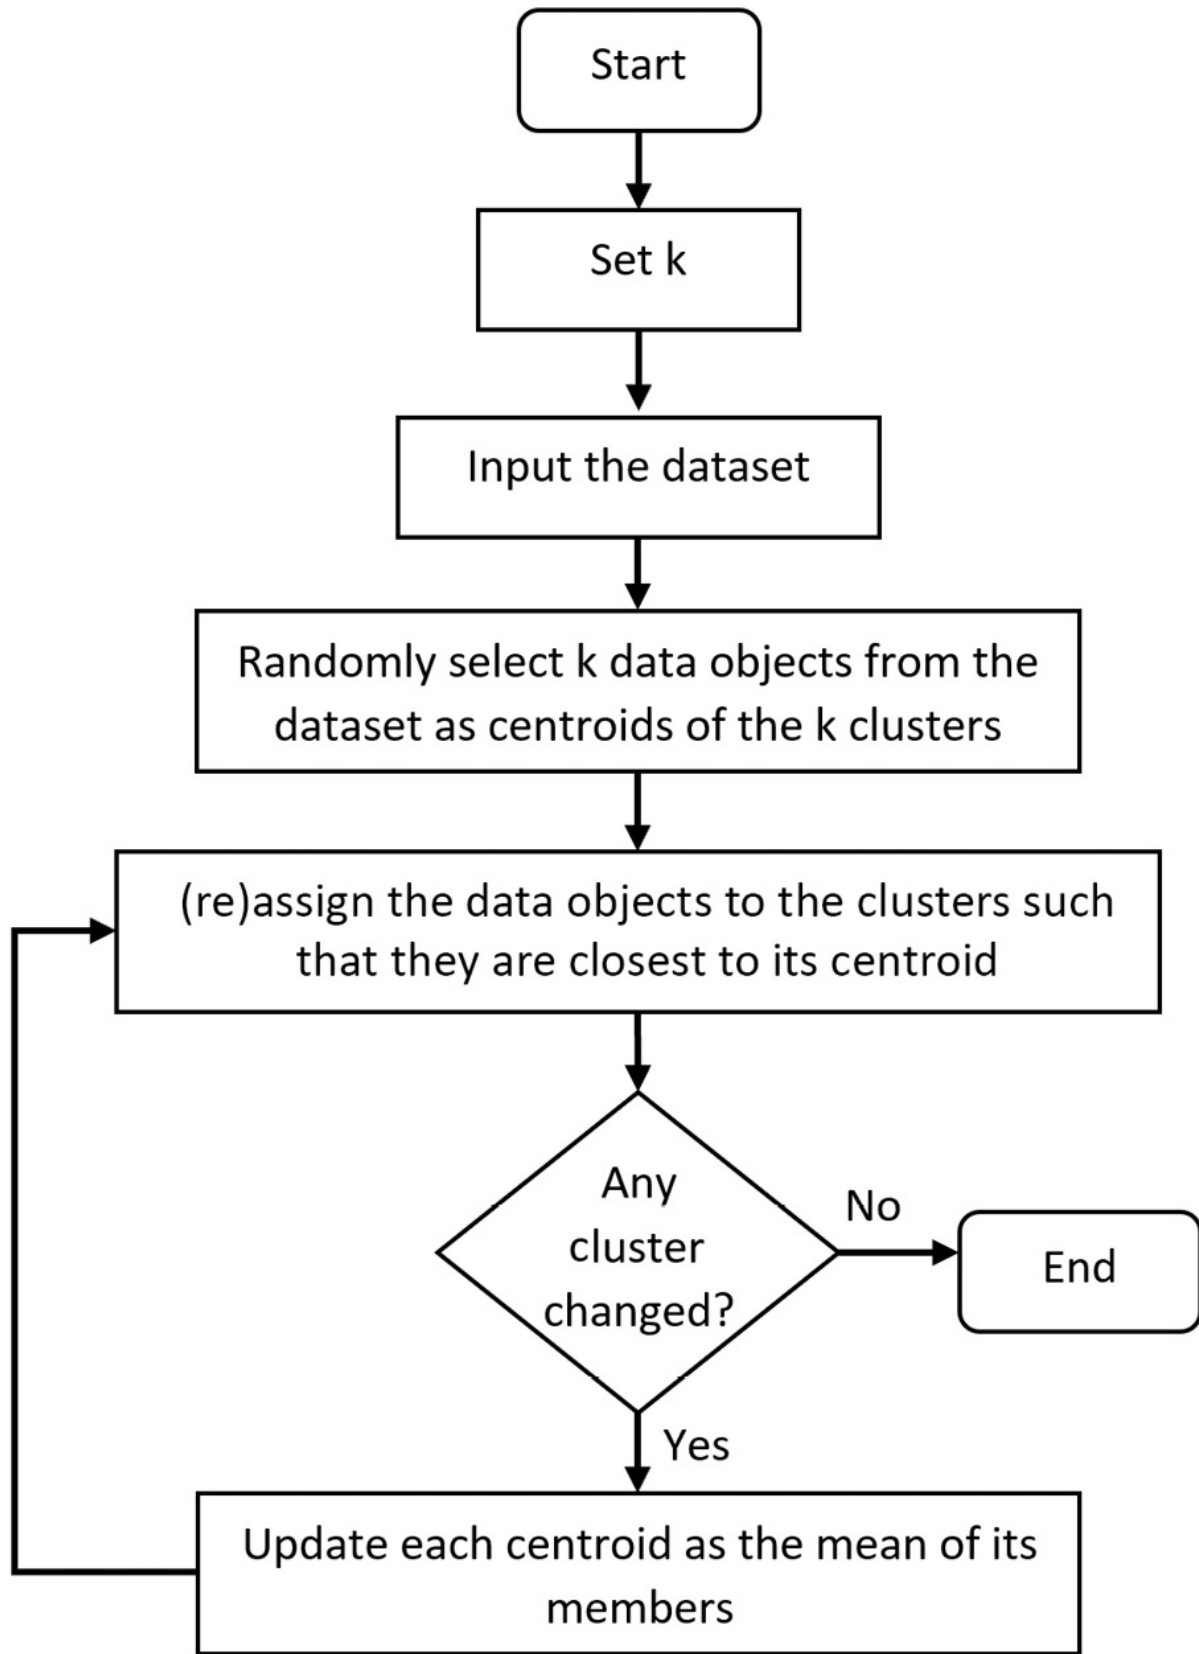 Start
Set k
Input the dataset
Randomly select k data objects from the
dataset as centroids of the k clusters
(re)assign the data objects to the clusters such
that they are closest to its centroid
Any
cluster
changed?
No
End
Yes
Update each centroid as the mean of its
members